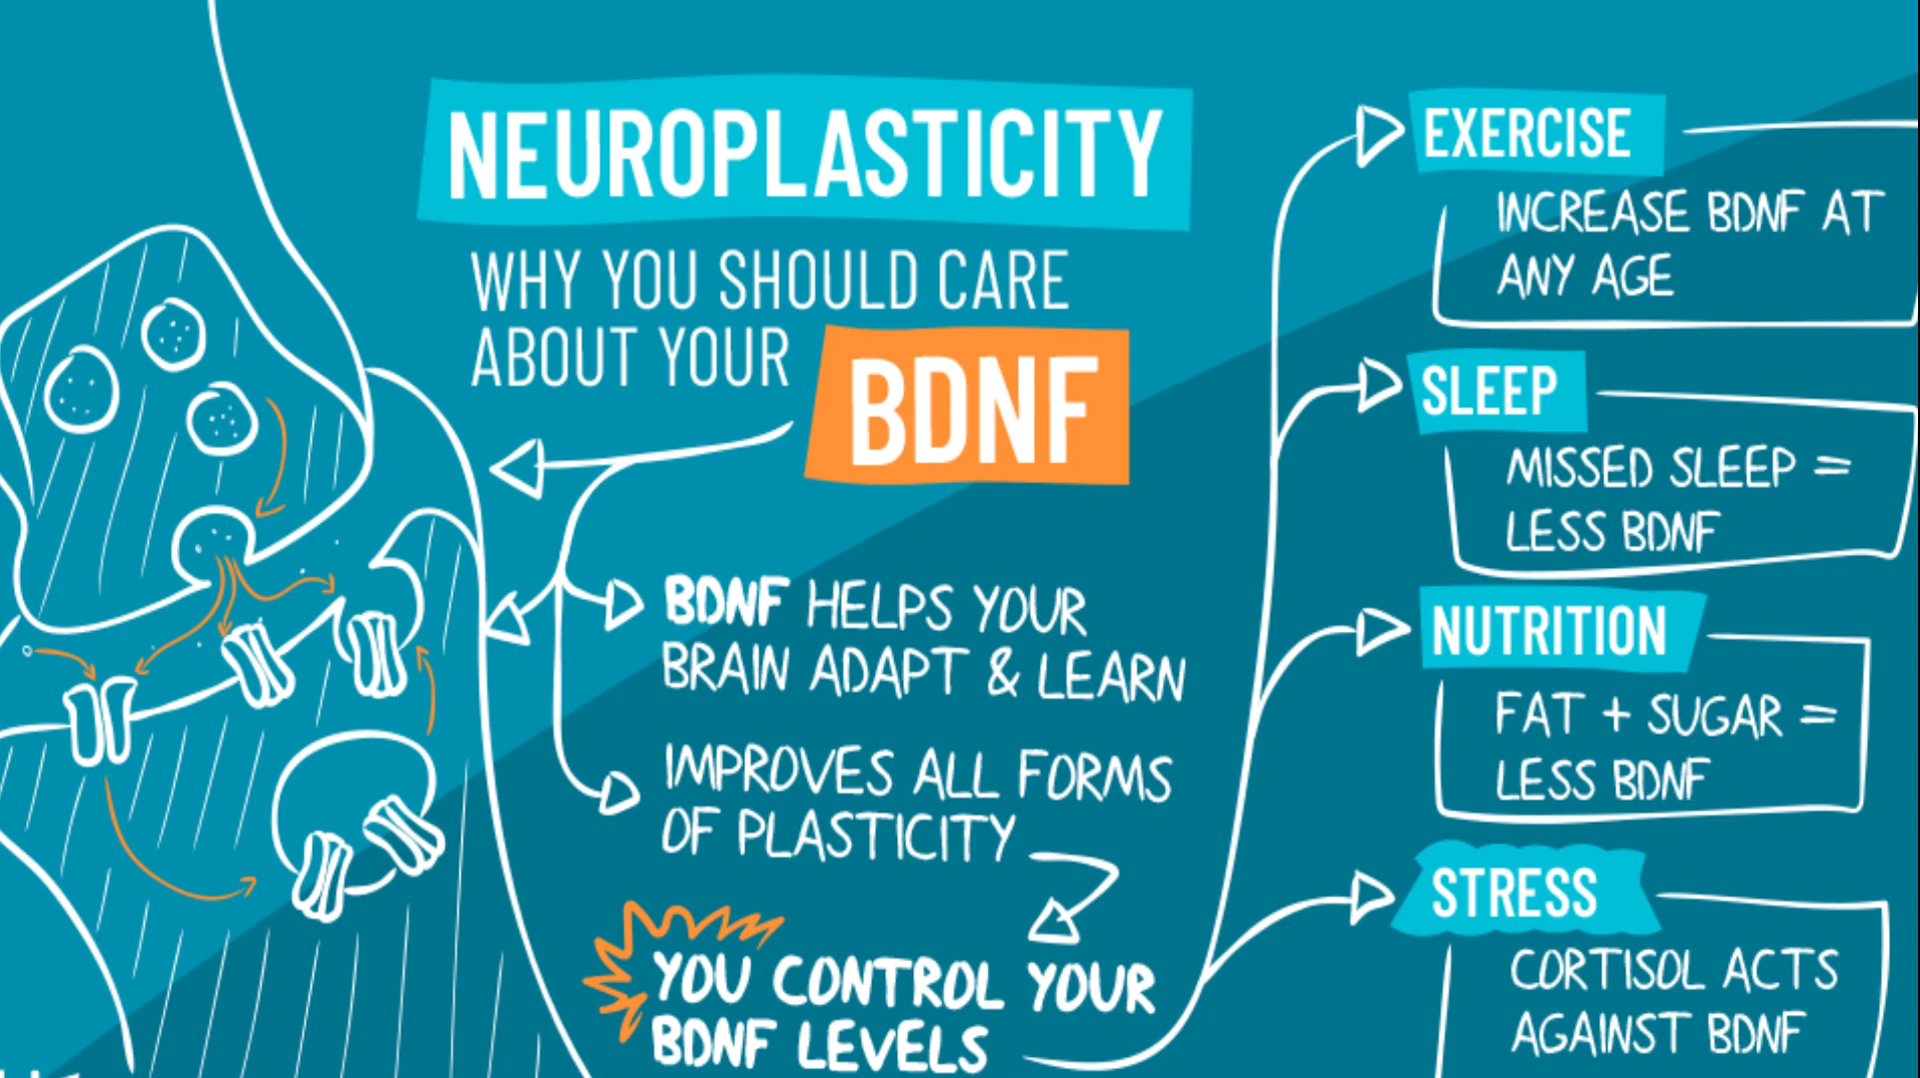 NEUROPLASTICITY
WHY YOU SHOULD CARE
ABOUT YOUR
BDNF
BDNF HELPS YOUR
BRAIN ADAPT & LEARN
IMPROVES ALL FORMS
OF PLASTICITY
YOU CONTROL YOUR
BDNF LEVELS
EXERCISE
INCREASE BDNF AT
ANY AGE
SLEEP
MISSED SLEEP =
LESS BDNF
NUTRITION
FAT + SUGAR =
LESS BDNF
STRESS
CORTISOL ACTS
AGAINST BDNF